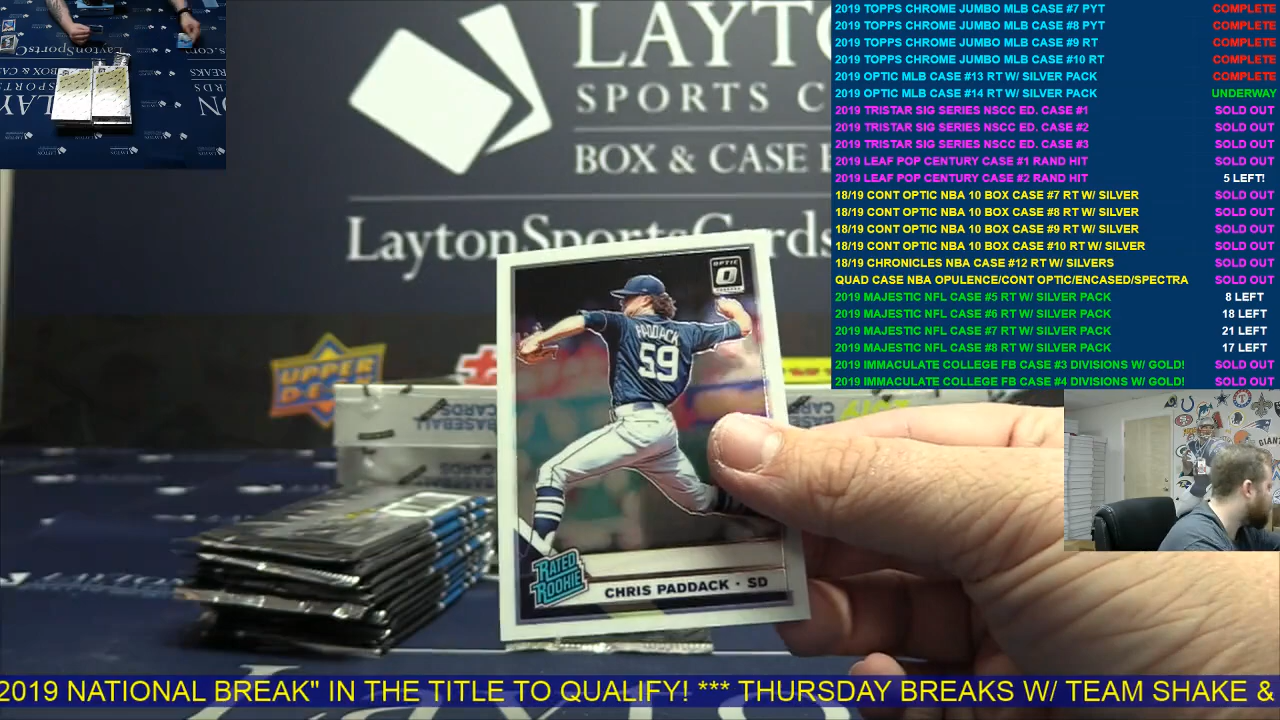 2019 TOPPS CHROME JUMBO MLB CASE #7 PYT COMPLETE
2019 TOPPS CHROME JUMBO MLB CASE #8 PYT COMPLETE
2019 TOPPS CHROME JUMBO MLB CASE #9 RT COMPLETE
2019 TOPPS CHROME JUMBO MLB CASE #10 RT COMPLETE
2019 OPTIC MLB CASE #13 RT W/ SILVER PACK COMPLETE
2019 OPTIC MLB CASE #14 RT W/ SILVER PACK UNDERWAY
2019 TRISTAR SIG SERIES NSCC ED. CASE #1 SOLD OUT
2019 TRISTAR SIG SERIES NSCC ED. CASE #2 SOLD OUT
2019 TRISTAR SIG SERIES NSCC ED. CASE #3 SOLD OUT
2019 LEAF POP CENTURY CASE #1 RAND HIT SOLD OUT
2019 LEAF POP CENTURY CASE #2 RAND HIT 5 LEFT!
18/19 CONT OPTIC NBA 10 BOX CASE #7 RT W/ SILVER SOLD OUT
18/19 CONT OPTIC NBA 10 BOX CASE #8 RT W/ SILVER SOLD OUT
18/19 CONT OPTIC NBA 10 BOX CASE #9 RT W/ SILVER SOLD OUT
18/19 CONT OPTIC NBA 10 BOX CASE #10 RT W/ SILVER SOLD OUT
18/19 CHRONICLES NBA CASE #12 RT W/ SILVERS SOLD OUT
QUAD CASE NBA OPULENCE/CONT OPTIC/ENCASED/SPECTRA SOLD OUT
2019 MAJESTIC NFL CASE #5 RT W/ SILVER PACK 8 LEFT
2019 MAJESTIC NFL CASE #6 RT W/ SILVER PACK 18 LEFT
2019 MAJESTIC NFL CASE #7 RT W/ SILVER PACK 21 LEFT
2019 MAJESTIC NFL CASE #8 RT W/ SILVER PACK 17 LEFT
2019 IMMACULATE COLLEGE FB CASE #3 DIVISIONS W/ GOLD! SOLD OUT
2019 IMMACULATE COLLEGE FB CASE #4 DIVISIONS W/ GOLD! SOLD OUT
LAYTO
SPORTS C
BOX & CASE
LaytonSportsCards
UPPER DECK
BASEBALL CARDS
OPTIC
PADDACK
59
RATED ROOKIE
CHRIS PADDACK · SD
2019 NATIONAL BREAK" IN THE TITLE TO QUALIFY! *** THURSDAY BREAKS W/ TEAM SHAKE &